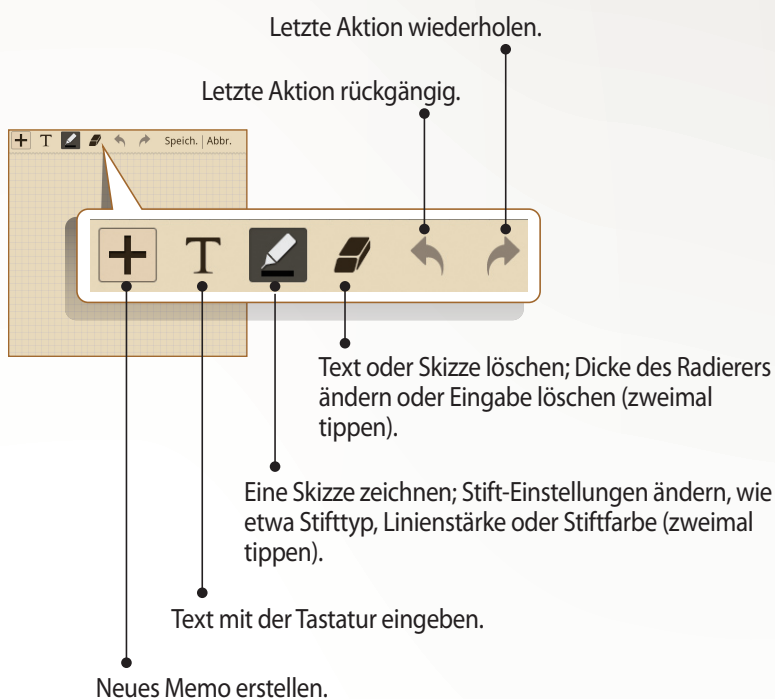 Letzte Aktion wiederholen.
Letzte Aktion rückgängig.
T Speich. | Abbr.
T
Text oder Skizze löschen; Dicke des Radierers
ändern oder Eingabe löschen (zweimal
tippen).
Eine Skizze zeichnen; Stift-Einstellungen ändern, wie
etwa Stifttyp, Linienstärke oder Stiftfarbe (zweimal
tippen).
Text mit der Tastatur eingeben.
Neues Memo erstellen.